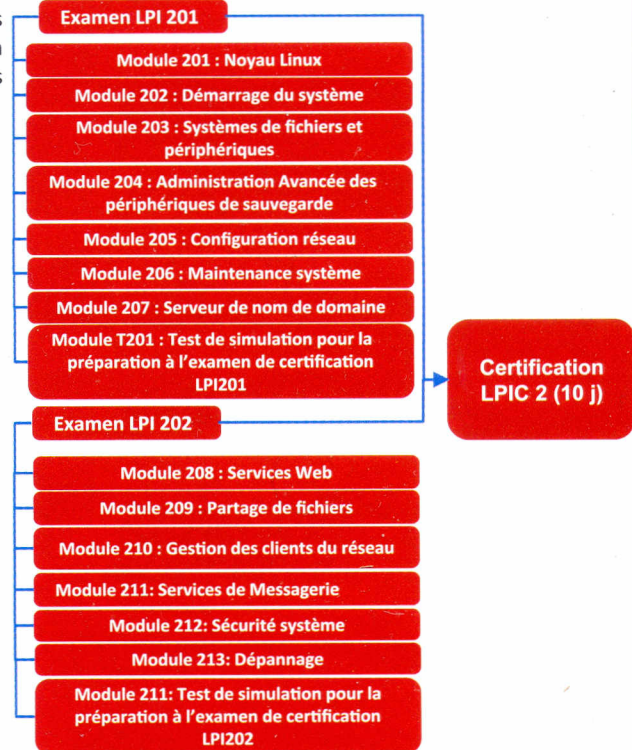 Examen LPI 201
Module 201 : Noyau Linux
Module 202 : Démarrage du système
Module 203 : Systèmes de fichiers et
périphériques
Module 204 : Administration Avancée des
périphériques de sauvegarde
Module 205 : Configuration réseau
Module 206 : Maintenance système
Module 207 : Serveur de nom de domaine
Module T201 : Test de simulation pour la
préparation à l'examen de certification
LPI201
Certification
LPIC 2 (10 j)
Examen LPI 202
Module 208 : Services Web
Module 209 : Partage de fichiers
Module 210 : Gestion des clients du réseau
Module 211: Services de Messagerie
Module 212: Sécurité système
Module 213: Dépannage
Module 211: Test de simulation pour la
préparation à l'examen de certification
LPI202